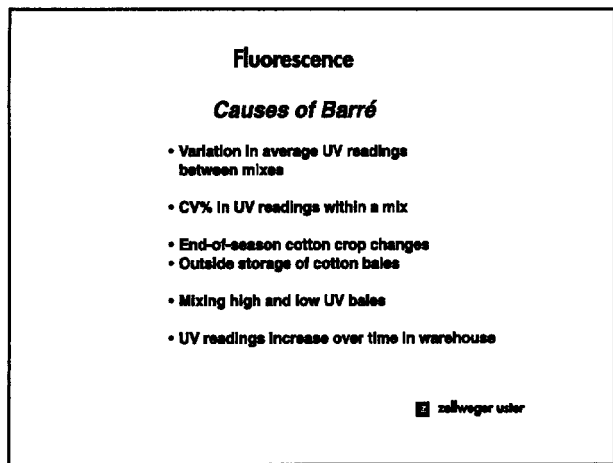 Fluorescence
Causes of Barré
• Variation in average UV readings
between mixes
• CV% in UV readings within a mix
• End-of-season cotton crop changes
• Outside storage of cotton bales
• Mixing high and low UV bales
• UV readings increase over time in warehouse
z zellweger uster